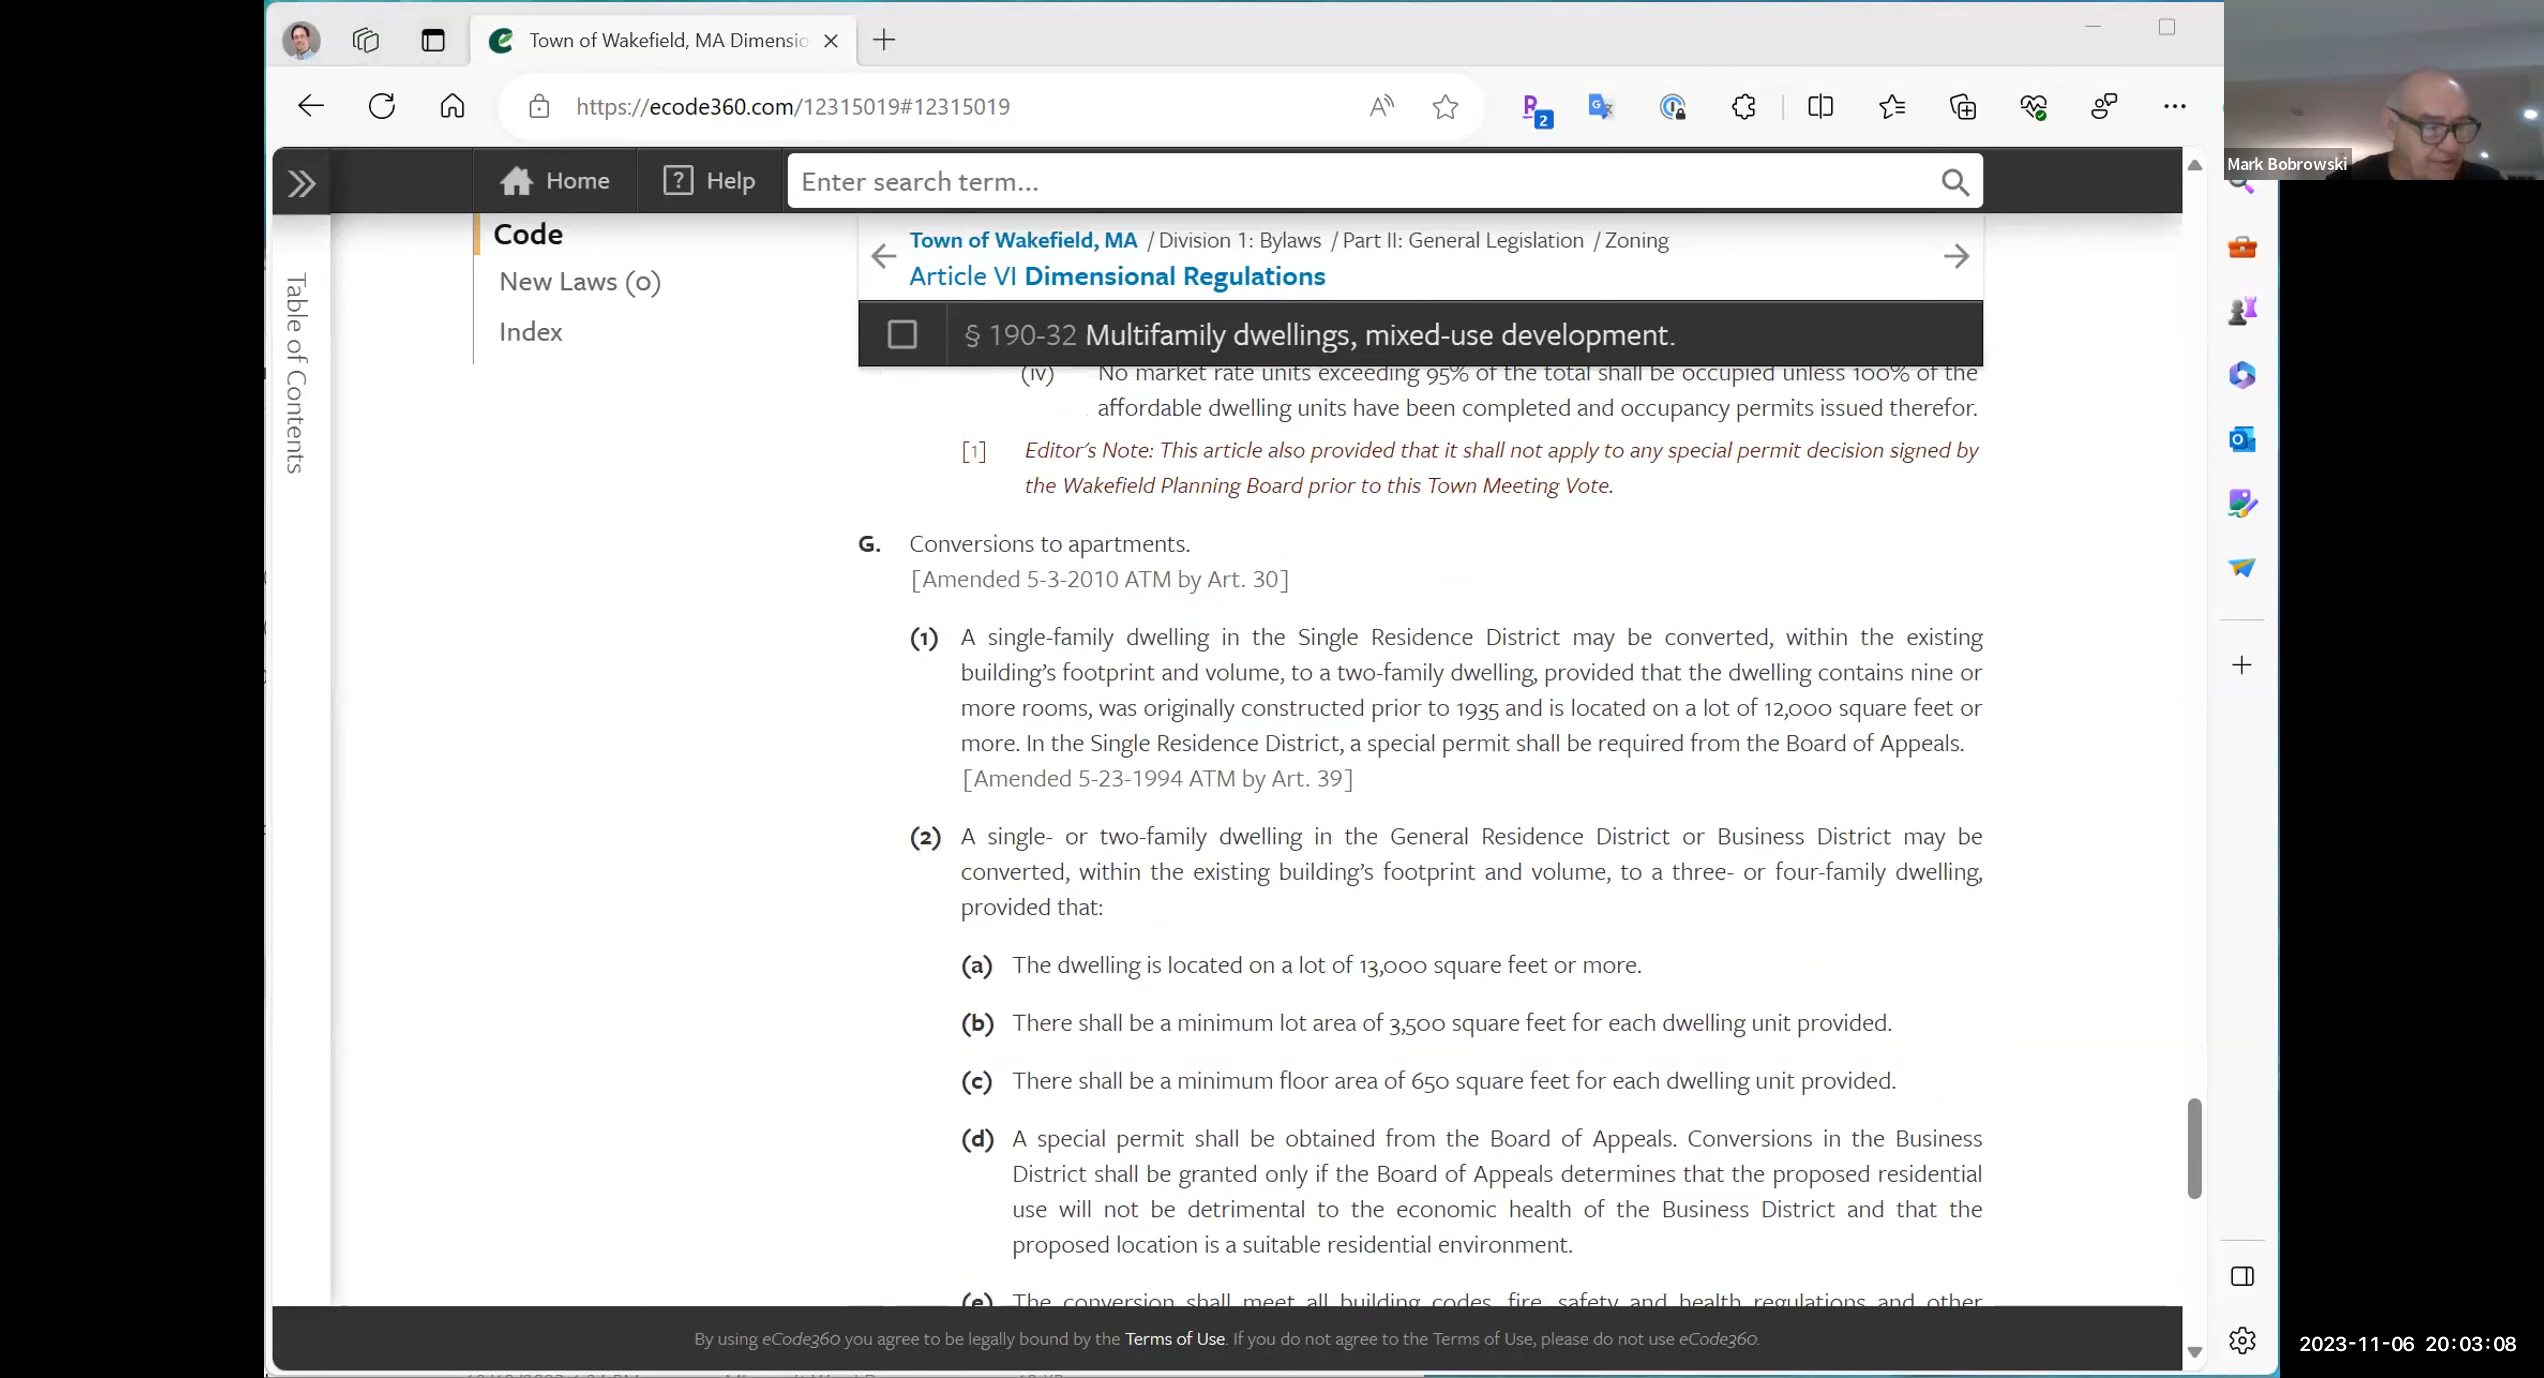 Town of Wakefield, MA Dimensio
https://ecode360.com/12315019#12315019
2
Mark Bobrowski
Home
Help
Enter search term...
Table of Contents
Code
New Laws (0)
Index
Town of Wakefield, MA / Division 1: Bylaws / Part II: General Legislation / Zoning
Article VI Dimensional Regulations
§ 190-32 Multifamily dwellings, mixed-use development.
(iv) No market rate units exceeding 95% of the total shall be occupied unless 100% of the
affordable dwelling units have been completed and occupancy permits issued therefor.
[1] Editor's Note: This article also provided that it shall not apply to any special permit decision signed by
the Wakefield Planning Board prior to this Town Meeting Vote.
G. Conversions to apartments.
[Amended 5-3-2010 ATM by Art. 30]
(1) A single-family dwelling in the Single Residence District may be converted, within the existing
building's footprint and volume, to a two-family dwelling, provided that the dwelling contains nine or
more rooms, was originally constructed prior to 1935 and is located on a lot of 12,000 square feet or
more. In the Single Residence District, a special permit shall be required from the Board of Appeals.
[Amended 5-23-1994 ATM by Art. 39]
(2) A single- or two-family dwelling in the General Residence District or Business District may be
converted, within the existing building's footprint and volume, to a three- or four-family dwelling,
provided that:
(a) The dwelling is located on a lot of 13,000 square feet or more.
(b) There shall be a minimum lot area of 3,500 square feet for each dwelling unit provided.
(c) There shall be a minimum floor area of 650 square feet for each dwelling unit provided.
(d) A special permit shall be obtained from the Board of Appeals. Conversions in the Business
District shall be granted only if the Board of Appeals determines that the proposed residential
use will not be detrimental to the economic health of the Business District and that the
proposed location is a suitable residential environment.
(e) The conversion shall meet all building codes, fire, safety and health regulations and other
By using eCode360 you agree to be legally bound by the Terms of Use. If you do not agree to the Terms of Use, please do not use eCode360.
2023-11-06 20:03:08